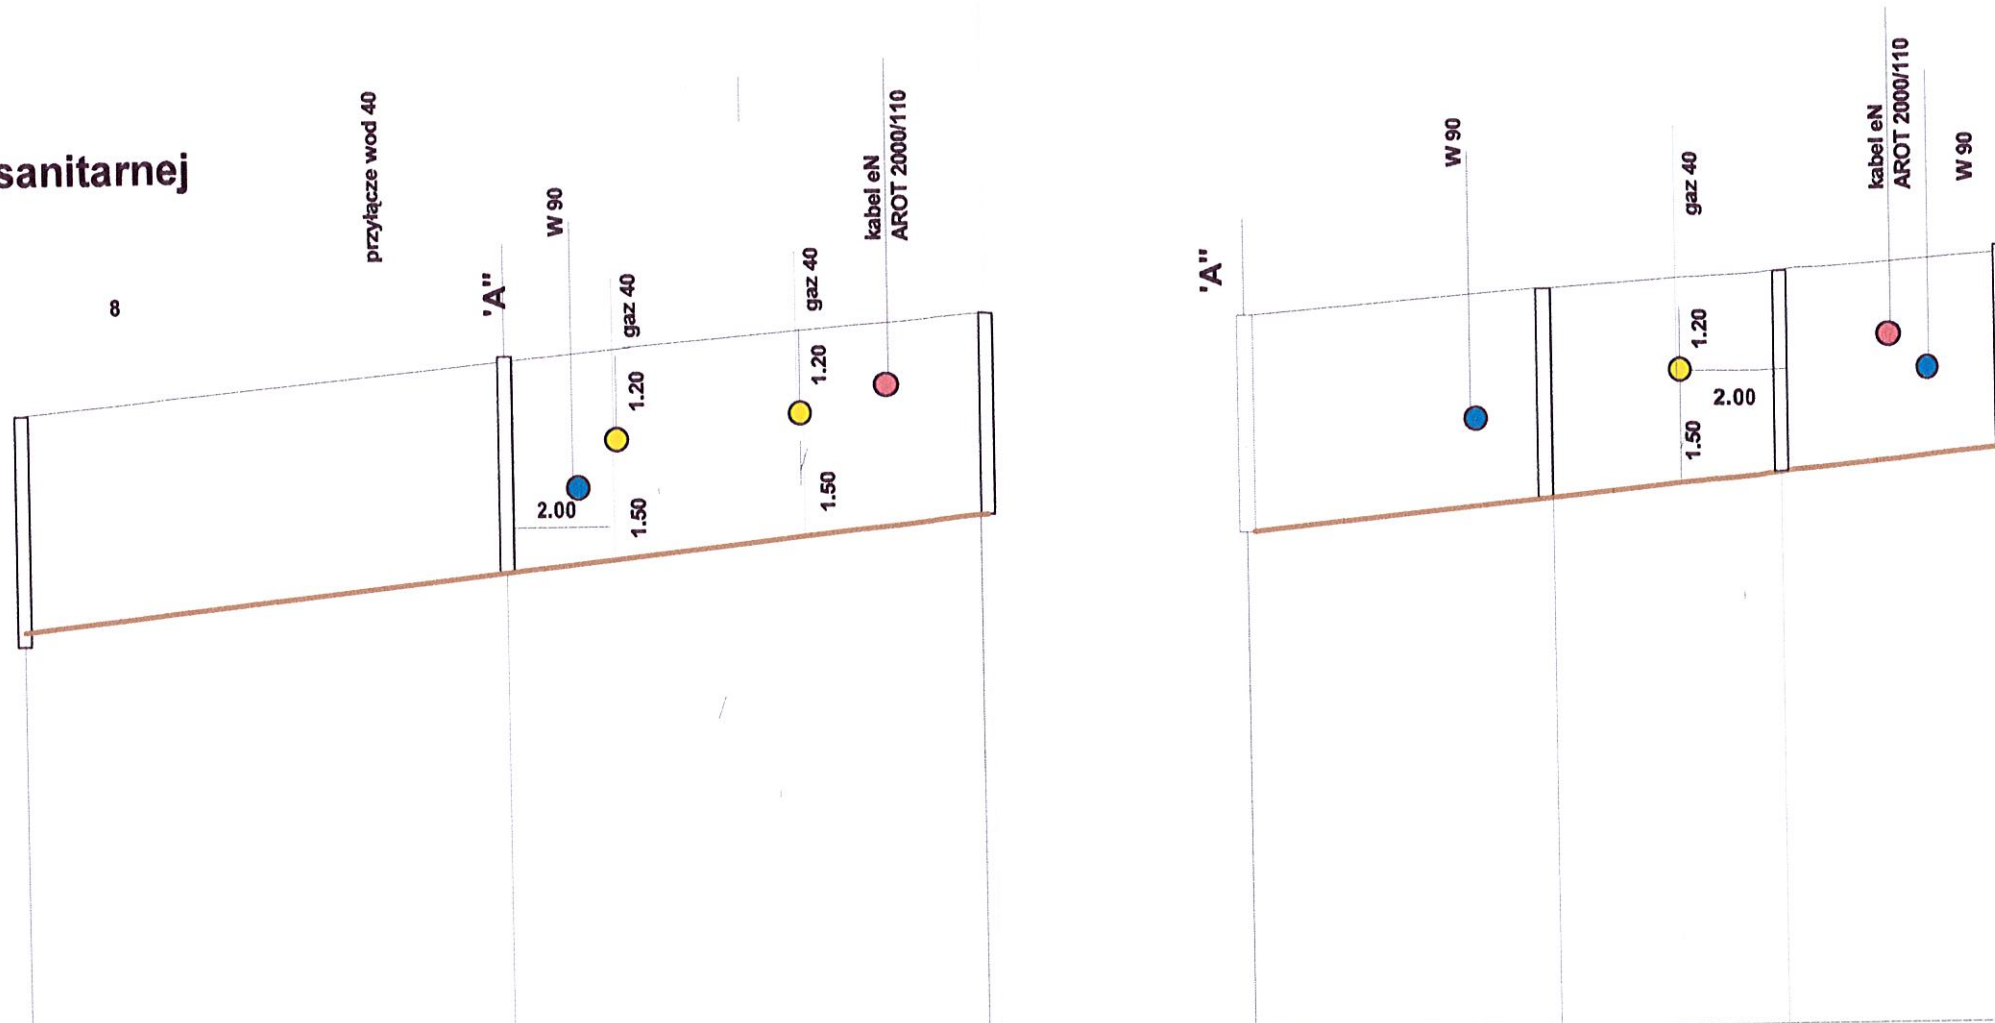 sanitarnej
8
przyłącze wod 40
'A"
W 90
gaz 40
gaz 40
kabel eN
AROT 2000/110
1.20
1.20
2.00
1.50
1.50
'A"
W 90
gaz 40
kabel eN
AROT 2000/110
W 90
1.20
2.00
1.50